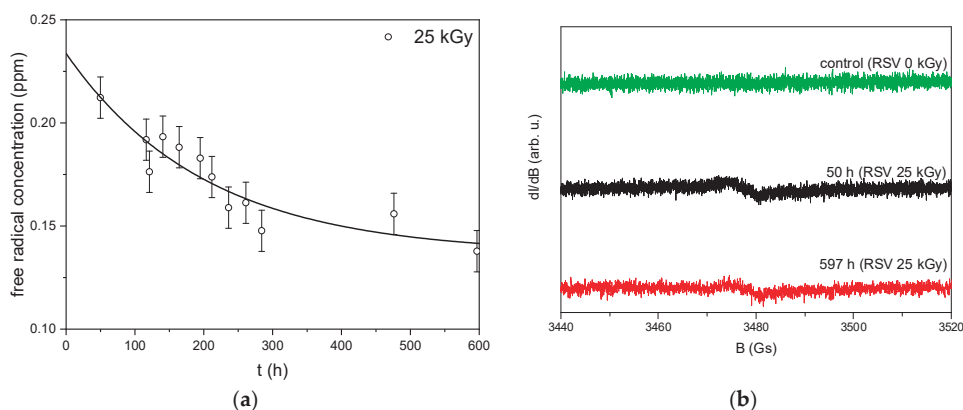 0.25
0.20
0.15
0.10
free radical concentration (ppm)
25 kGy
0 100 200 300 400 500 600
t (h)
(a)
dI/dB (arb. u.)
control (RSV 0 kGy)
50 h (RSV 25 kGy)
597 h (RSV 25 kGy)
3440 3460 3480 3500 3520
B (Gs)
(b)